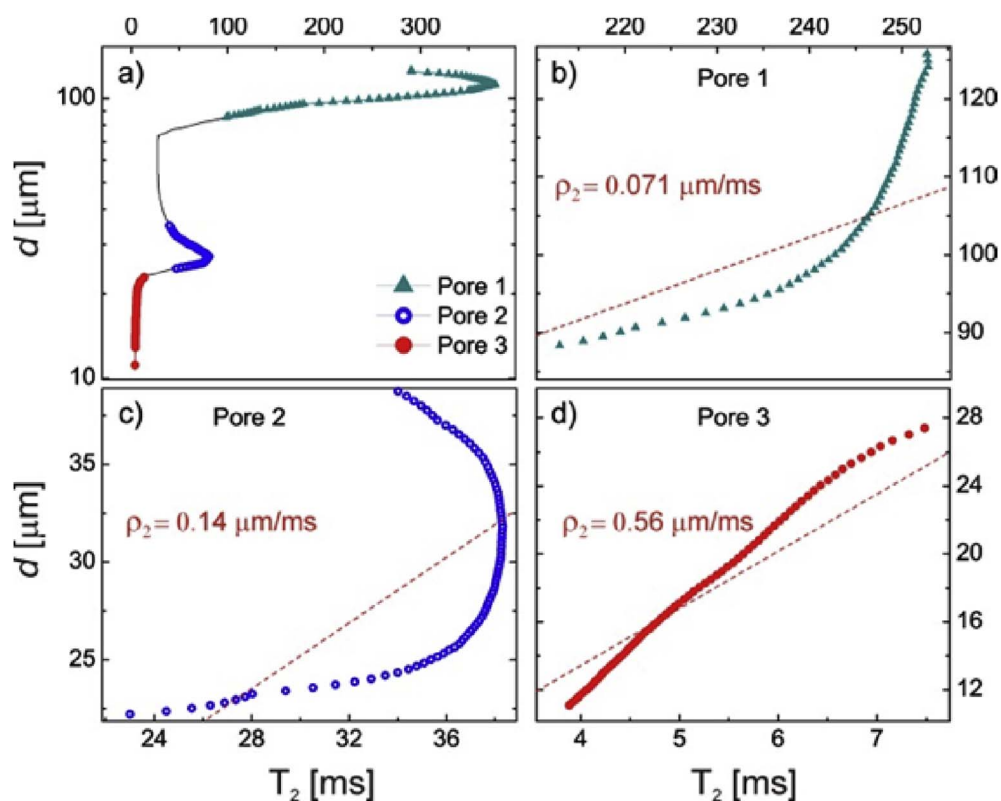 0 100 200 300
220 230 240 250
a)
b) Pore 1
100
10
d [µm]
120
110
100
90
ρ2 = 0.071 µm/ms
Pore 1
Pore 2
Pore 3
c) Pore 2
d) Pore 3
35
32
25
d [µm]
28
24
20
16
12
ρ2 = 0.14 µm/ms
ρ2 = 0.56 µm/ms
24 28 32 36
4 5 6 7
T2 [ms]
T2 [ms]